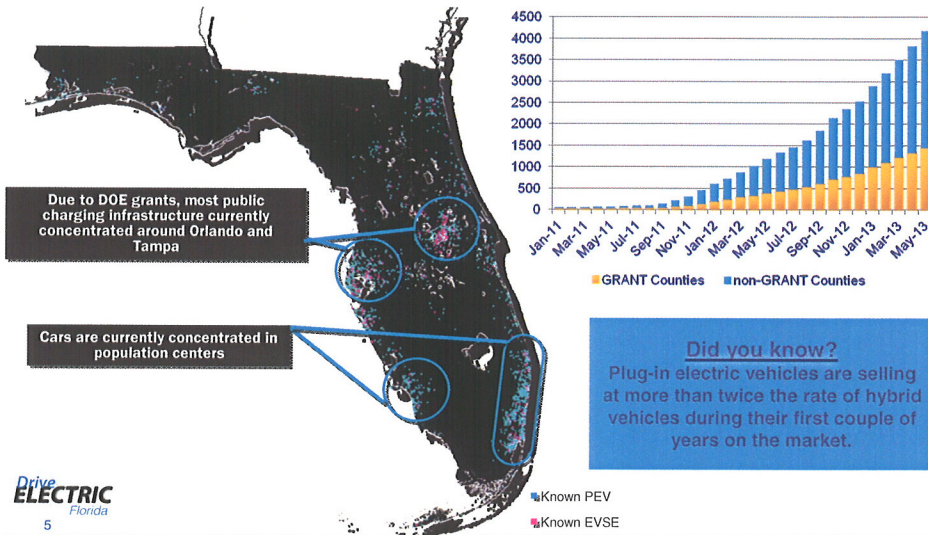 Due to DOE grants, most public
charging infrastructure currently
concentrated around Orlando and
Tampa
Cars are currently concentrated in
population centers
4500
4000
3500
3000
2500
2000
1500
1000
500
0
Jan-11
Mar-11
May-11
Jul-11
Sep-11
Nov-11
Jan-12
Mar-12
May-12
Jul-12
Sep-12
Nov-12
Jan-13
Mar-13
May-13
GRANT Counties non-GRANT Counties
Did you know?
Plug-in electric vehicles are selling
at more than twice the rate of hybrid
vehicles during their first couple of
years on the market.
Known PEV
Known EVSE
Drive
ELECTRIC
Florida
5